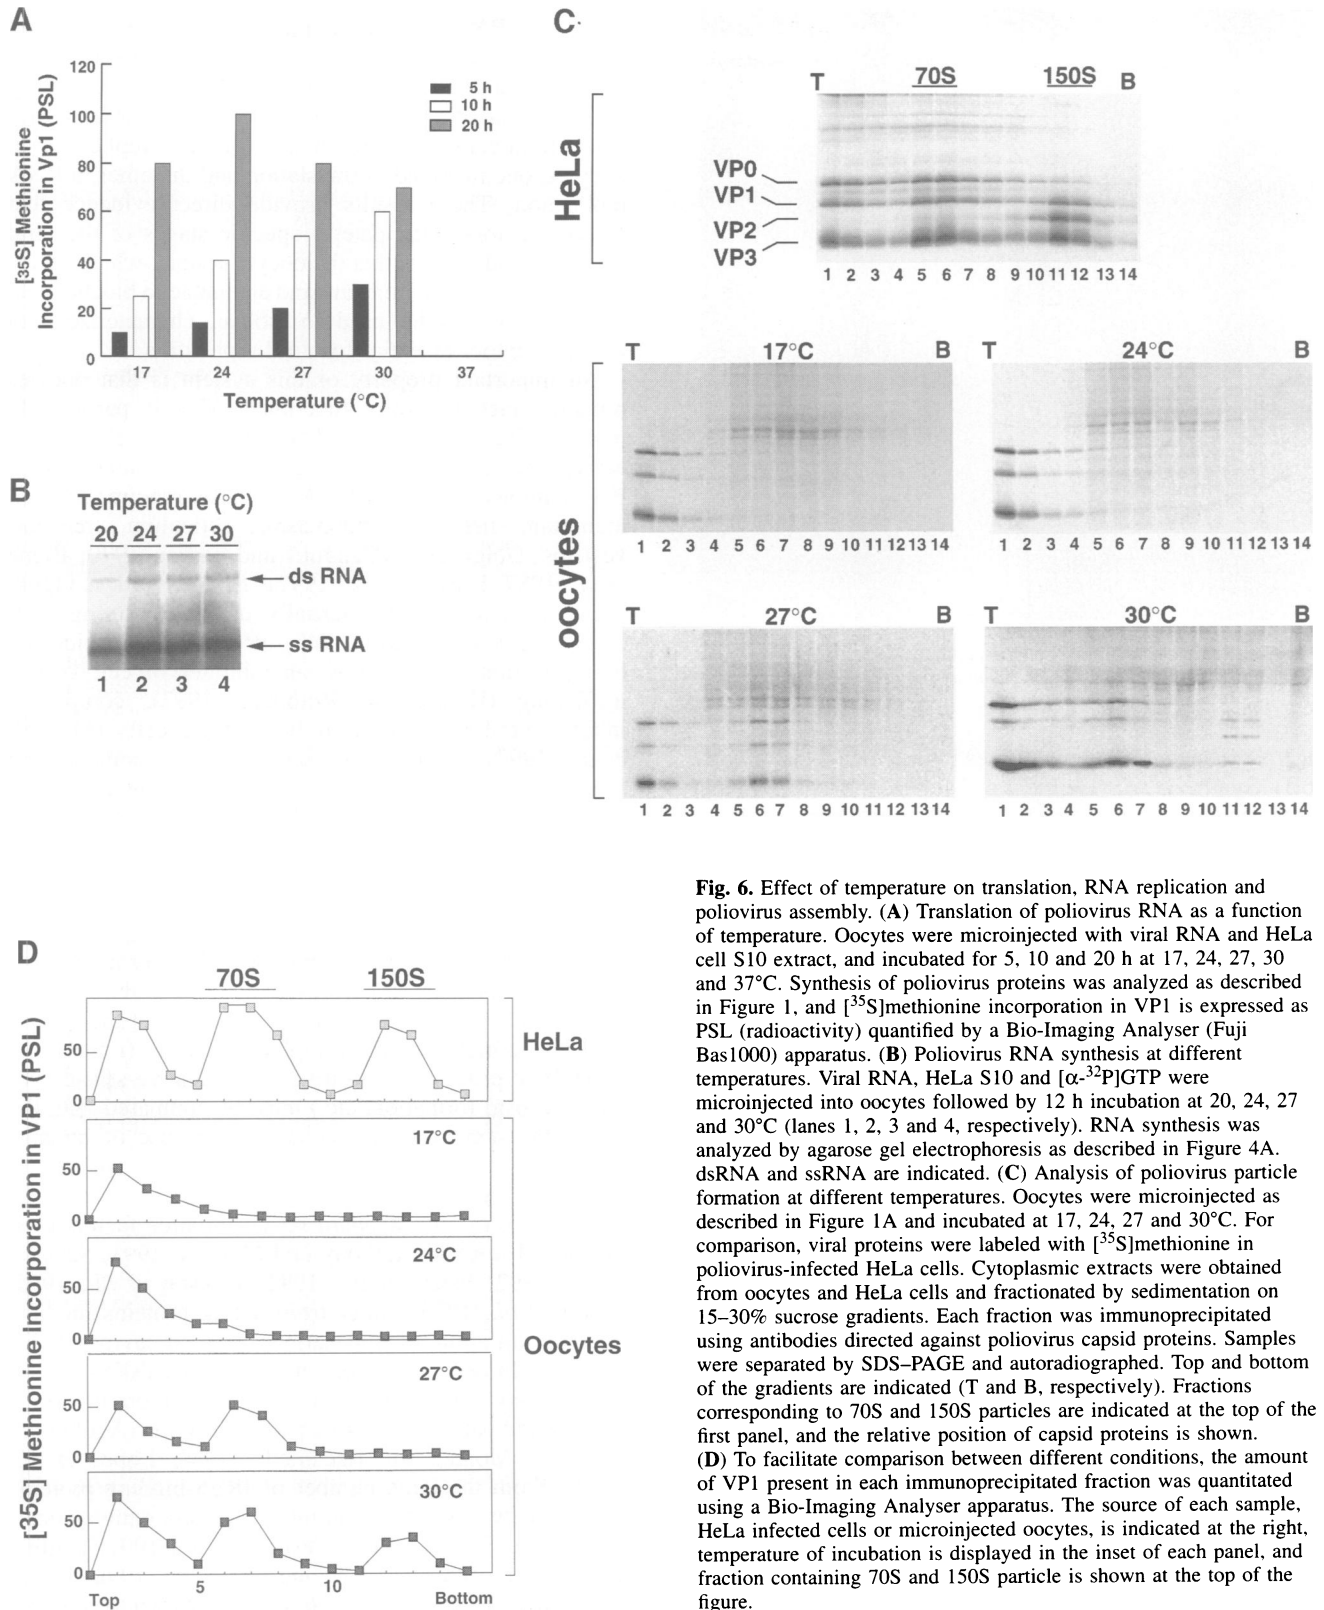 A
[35S] Methionine
Incorporation in Vp1 (PSL)
120
100
80
60
40
20
0
5 h
10 h
20 h
17 24 27 30 37
Temperature (°C)
B
Temperature (°C)
20 24 27 30
ds RNA
ss RNA
1 2 3 4
C
HeLa
T 70S 150S B
VP0
VP1
VP2
VP3
1 2 3 4 5 6 7 8 9 10 11 12 13 14
oocytes
T 17°C B
1 2 3 4 5 6 7 8 9 10 11 12 13 14
T 24°C B
1 2 3 4 5 6 7 8 9 10 11 12 13 14
T 27°C B
1 2 3 4 5 6 7 8 9 10 11 12 13 14
T 30°C B
1 2 3 4 5 6 7 8 9 10 11 12 13 14
D
[35S] Methionine Incorporation in VP1 (PSL)
70S 150S
50
0
HeLa
17°C
50
0
24°C
50
0
Oocytes
27°C
50
0
30°C
50
0
5 10
Top Bottom
Fig. 6. Effect of temperature on translation, RNA replication and
poliovirus assembly. (A) Translation of poliovirus RNA as a function
of temperature. Oocytes were microinjected with viral RNA and HeLa
cell S10 extract, and incubated for 5, 10 and 20 h at 17, 24, 27, 30
and 37°C. Synthesis of poliovirus proteins was analyzed as described
in Figure 1, and [35S]methionine incorporation in VP1 is expressed as
PSL (radioactivity) quantified by a Bio-Imaging Analyser (Fuji
Bas1000) apparatus. (B) Poliovirus RNA synthesis at different
temperatures. Viral RNA, HeLa S10 and [α-32P]GTP were
microinjected into oocytes followed by 12 h incubation at 20, 24, 27
and 30°C (lanes 1, 2, 3 and 4, respectively). RNA synthesis was
analyzed by agarose gel electrophoresis as described in Figure 4A.
dsRNA and ssRNA are indicated. (C) Analysis of poliovirus particle
formation at different temperatures. Oocytes were microinjected as
described in Figure 1A and incubated at 17, 24, 27 and 30°C. For
comparison, viral proteins were labeled with [35S]methionine in
poliovirus-infected HeLa cells. Cytoplasmic extracts were obtained
from oocytes and HeLa cells and fractionated by sedimentation on
15–30% sucrose gradients. Each fraction was immunoprecipitated
using antibodies directed against poliovirus capsid proteins. Samples
were separated by SDS–PAGE and autoradiographed. Top and bottom
of the gradients are indicated (T and B, respectively). Fractions
corresponding to 70S and 150S particles are indicated at the top of the
first panel, and the relative position of capsid proteins is shown.
(D) To facilitate comparison between different conditions, the amount
of VP1 present in each immunoprecipitated fraction was quantitated
using a Bio-Imaging Analyser apparatus. The source of each sample,
HeLa infected cells or microinjected oocytes, is indicated at the right,
temperature of incubation is displayed in the inset of each panel, and
fraction containing 70S and 150S particle is shown at the top of the
figure.